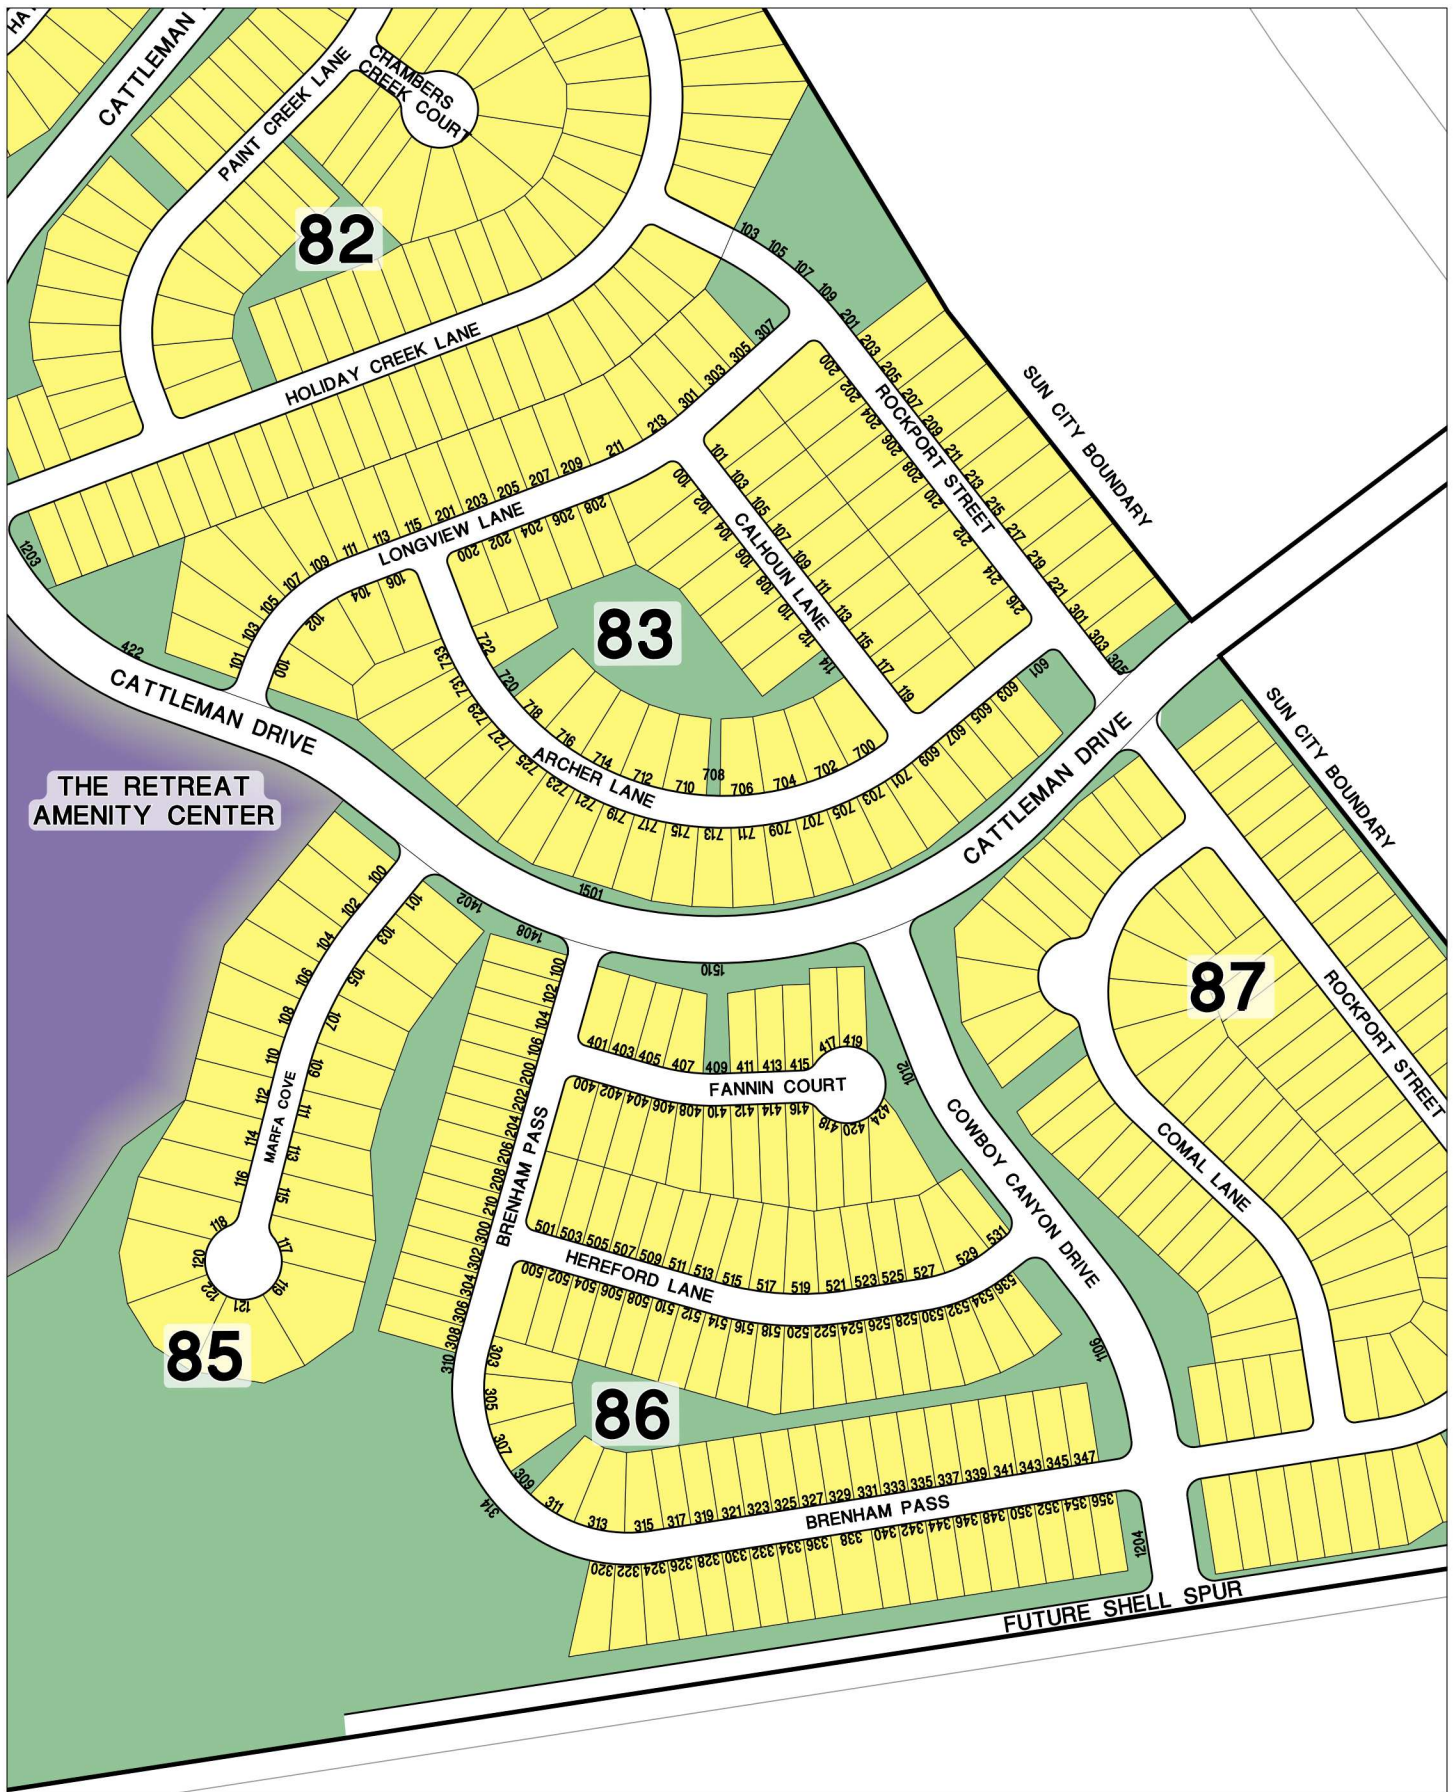 HA
CATTLEMAN
PAINT CREEK LANE
CHAMBERS
CREEK COURT
82
HOLIDAY CREEK LANE
103 105 107 109 201 203 205 207 209 211 213 215 217 219 221 301 303 305
ROCKPORT STREET
200 202 204 206 208 210 212 214 216
SUN CITY BOUNDARY
101 103 105 107 109 111 113 115 201 203 205 207 209 211 213 301 303 305 307
LONGVIEW LANE
100 102 104 106 200 202 204 206 208
101 103 105 107 109 111 113 115 117 119
CALHOUN LANE
100 102 104 106 108 110 112 114
83
1203
422
CATTLEMAN DRIVE
722 720 718 716 714 712 710 708 706 704 702 700
ARCHER LANE
733 731 729 727 725 723 721 719 717 715 713 711 709 707 705 703 701 609 607 605 603 601
CATTLEMAN DRIVE
SUN CITY BOUNDARY
THE RETREAT
AMENITY CENTER
1501
1402
1408
1510
100 102 104 106 108 110 112 114 116 118 120 122
MARFA COVE
101 103 105 107 109 111 113 115 117 119 121
85
100 102 104 106 200 202 204 206 208 210 300 302 304 306 308 310
BRENHAM PASS
401 403 405 407 409 411 413 415 417 419
FANNIN COURT
400 402 404 406 408 410 412 414 416 418 420 424
1012
COWBOY CANYON DRIVE
87
ROCKPORT STREET
COMAL LANE
501 503 505 507 509 511 513 515 517 519 521 523 525 527 529 531
HEREFORD LANE
500 502 504 506 508 510 512 514 516 518 520 522 524 526 528 530 532 534 536
1106
86
303 305 307 309 311 313 315 317 319 321 323 325 327 329 331 333 335 337 339 341 343 345 347
BRENHAM PASS
314
320 322 324 326 328 330 332 334 336 338 340 342 344 346 348 350 352 354 356
1204
FUTURE SHELL SPUR